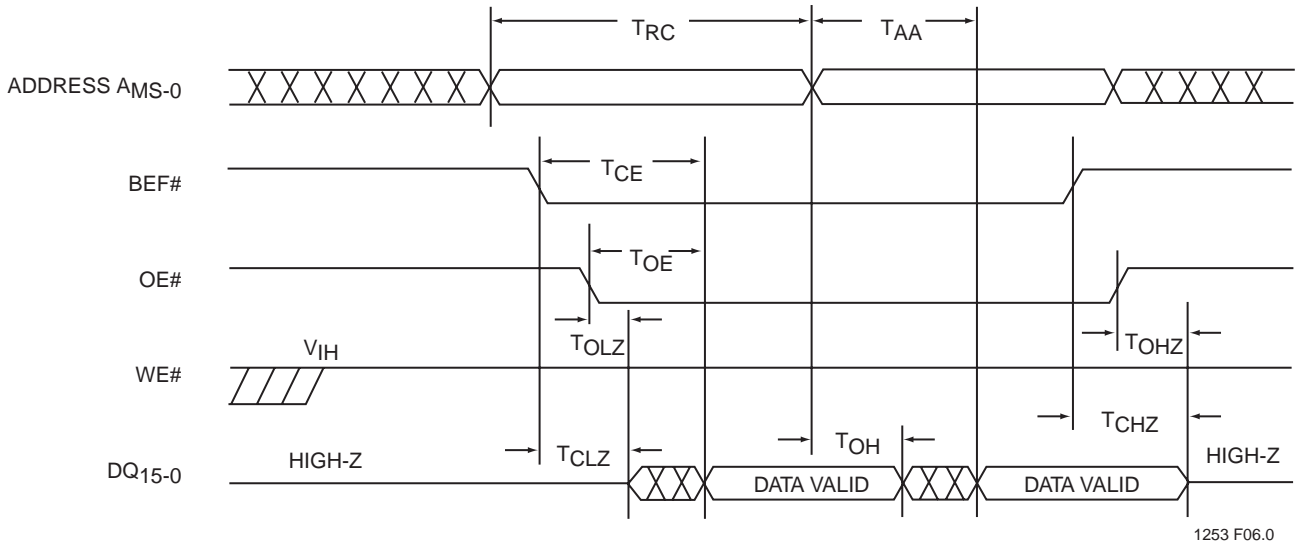 TRC TAA
ADDRESS AMS-0
TCE
BEF#
TOE
OE#
TOLZ TOHZ
VIH
WE#
TCLZ TOH TCHZ
HIGH-Z HIGH-Z
DQ15-0 DATA VALID DATA VALID
1253 F06.0